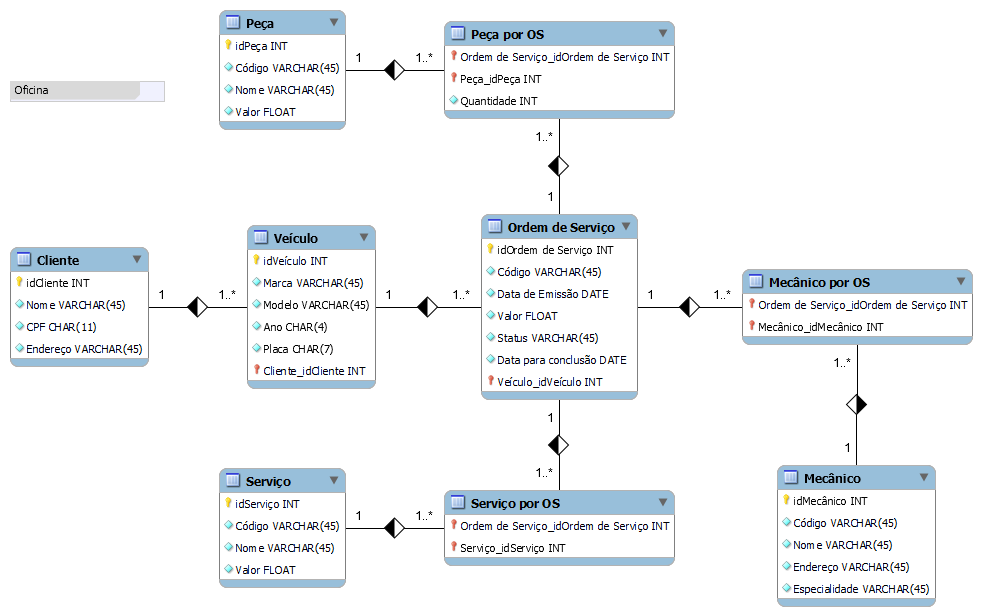 Oficina
Peça
idPeça INT
Código VARCHAR(45)
Nome VARCHAR(45)
Valor FLOAT
1
1..*
Peça por OS
Ordem de Serviço_idOrdem de Serviço INT
Peça_idPeça INT
Quantidade INT
1..*
1
Cliente
idCliente INT
Nome VARCHAR(45)
CPF CHAR(11)
Endereço VARCHAR(45)
1
1..*
Veículo
idVeículo INT
Marca VARCHAR(45)
Modelo VARCHAR(45)
Ano CHAR(4)
Placa CHAR(7)
Cliente_idCliente INT
1
1..*
Ordem de Serviço
idOrdem de Serviço INT
Código VARCHAR(45)
Data de Emissão DATE
Valor FLOAT
Status VARCHAR(45)
Data para conclusão DATE
Veículo_idVeículo INT
1
1..*
Mecânico por OS
Ordem de Serviço_idOrdem de Serviço INT
Mecânico_idMecânico INT
1..*
1
1
1..*
Serviço
idServiço INT
Código VARCHAR(45)
Nome VARCHAR(45)
Valor FLOAT
1
1..*
Serviço por OS
Ordem de Serviço_idOrdem de Serviço INT
Serviço_idServiço INT
Mecânico
idMecânico INT
Código VARCHAR(45)
Nome VARCHAR(45)
Endereço VARCHAR(45)
Especialidade VARCHAR(45)